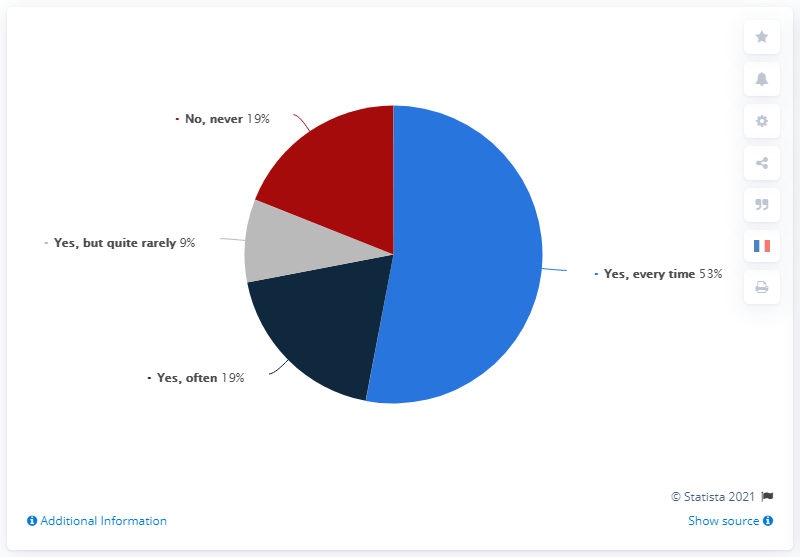 No, never 19%
Yes, but quite rarely 9%
Yes, every time 53%
Yes, often 19%
© Statista 2021
Additional Information
Show source